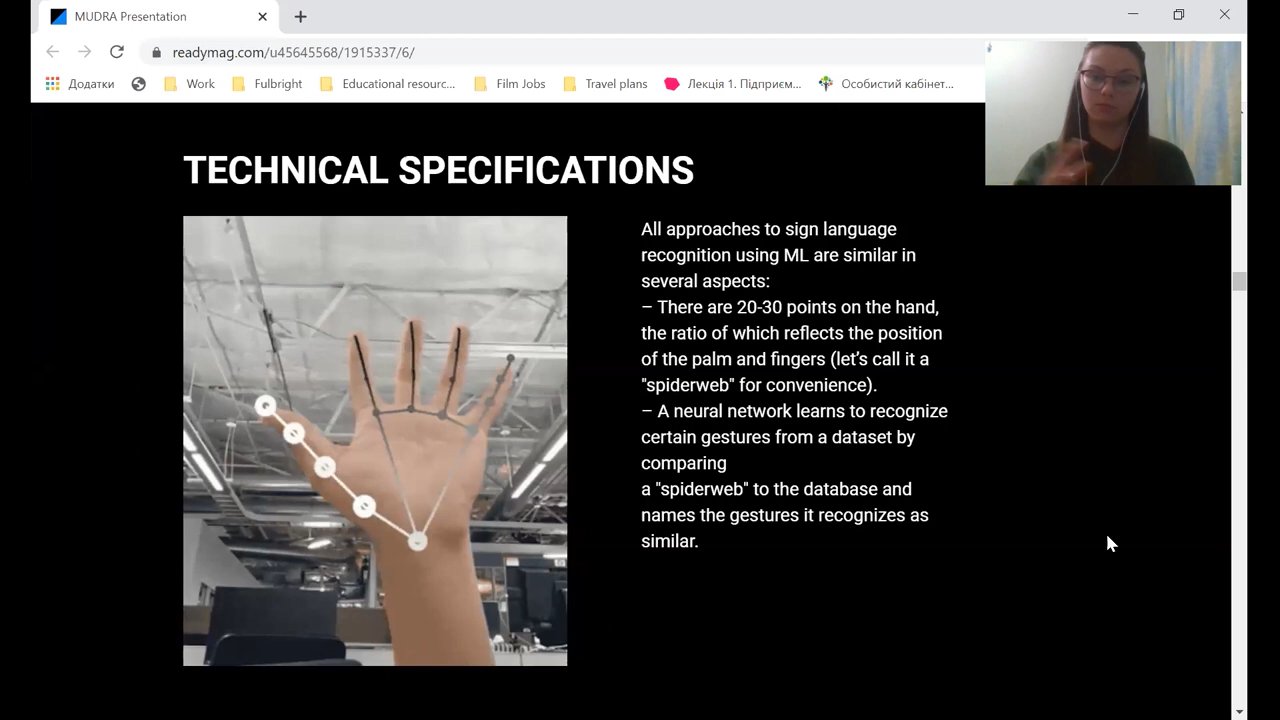 MUDRA Presentation
readymag.com/u45645568/1915337/6/
Додатки
Work
Fulbright
Educational resourc...
Film Jobs
Travel plans
Лекція 1. Підприєм...
Особистий кабінет...
TECHNICAL SPECIFICATIONS
All approaches to sign language
recognition using ML are similar in
several aspects:
– There are 20-30 points on the hand,
the ratio of which reflects the position
of the palm and fingers (let’s call it a
"spiderweb" for convenience).
– A neural network learns to recognize
certain gestures from a dataset by
comparing
a "spiderweb" to the database and
names the gestures it recognizes as
similar.